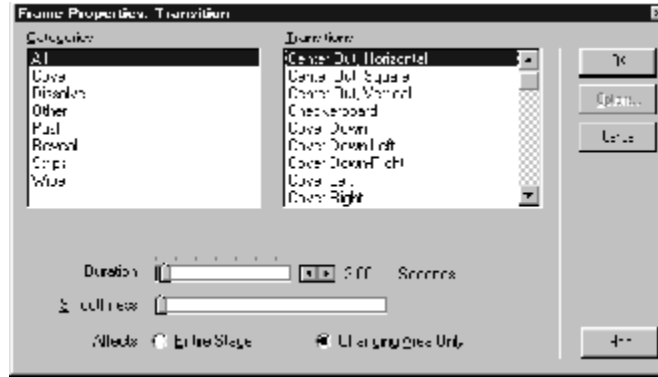 Frame Properties: Transition
Categories
Transitions
All
Cover
Dissolve
Other
Push
Reveal
Strips
Wipe
Center Out, Horizontal
Center Out, Square
Center Out, Vertical
Checkerboard
Cover Down
Cover Down-Left
Cover Down-Right
Cover Left
Cover Right
OK
Options...
Cancel
Duration
Seconds
Smoothness
Affects
Entire Stage
Changing Area Only
Help